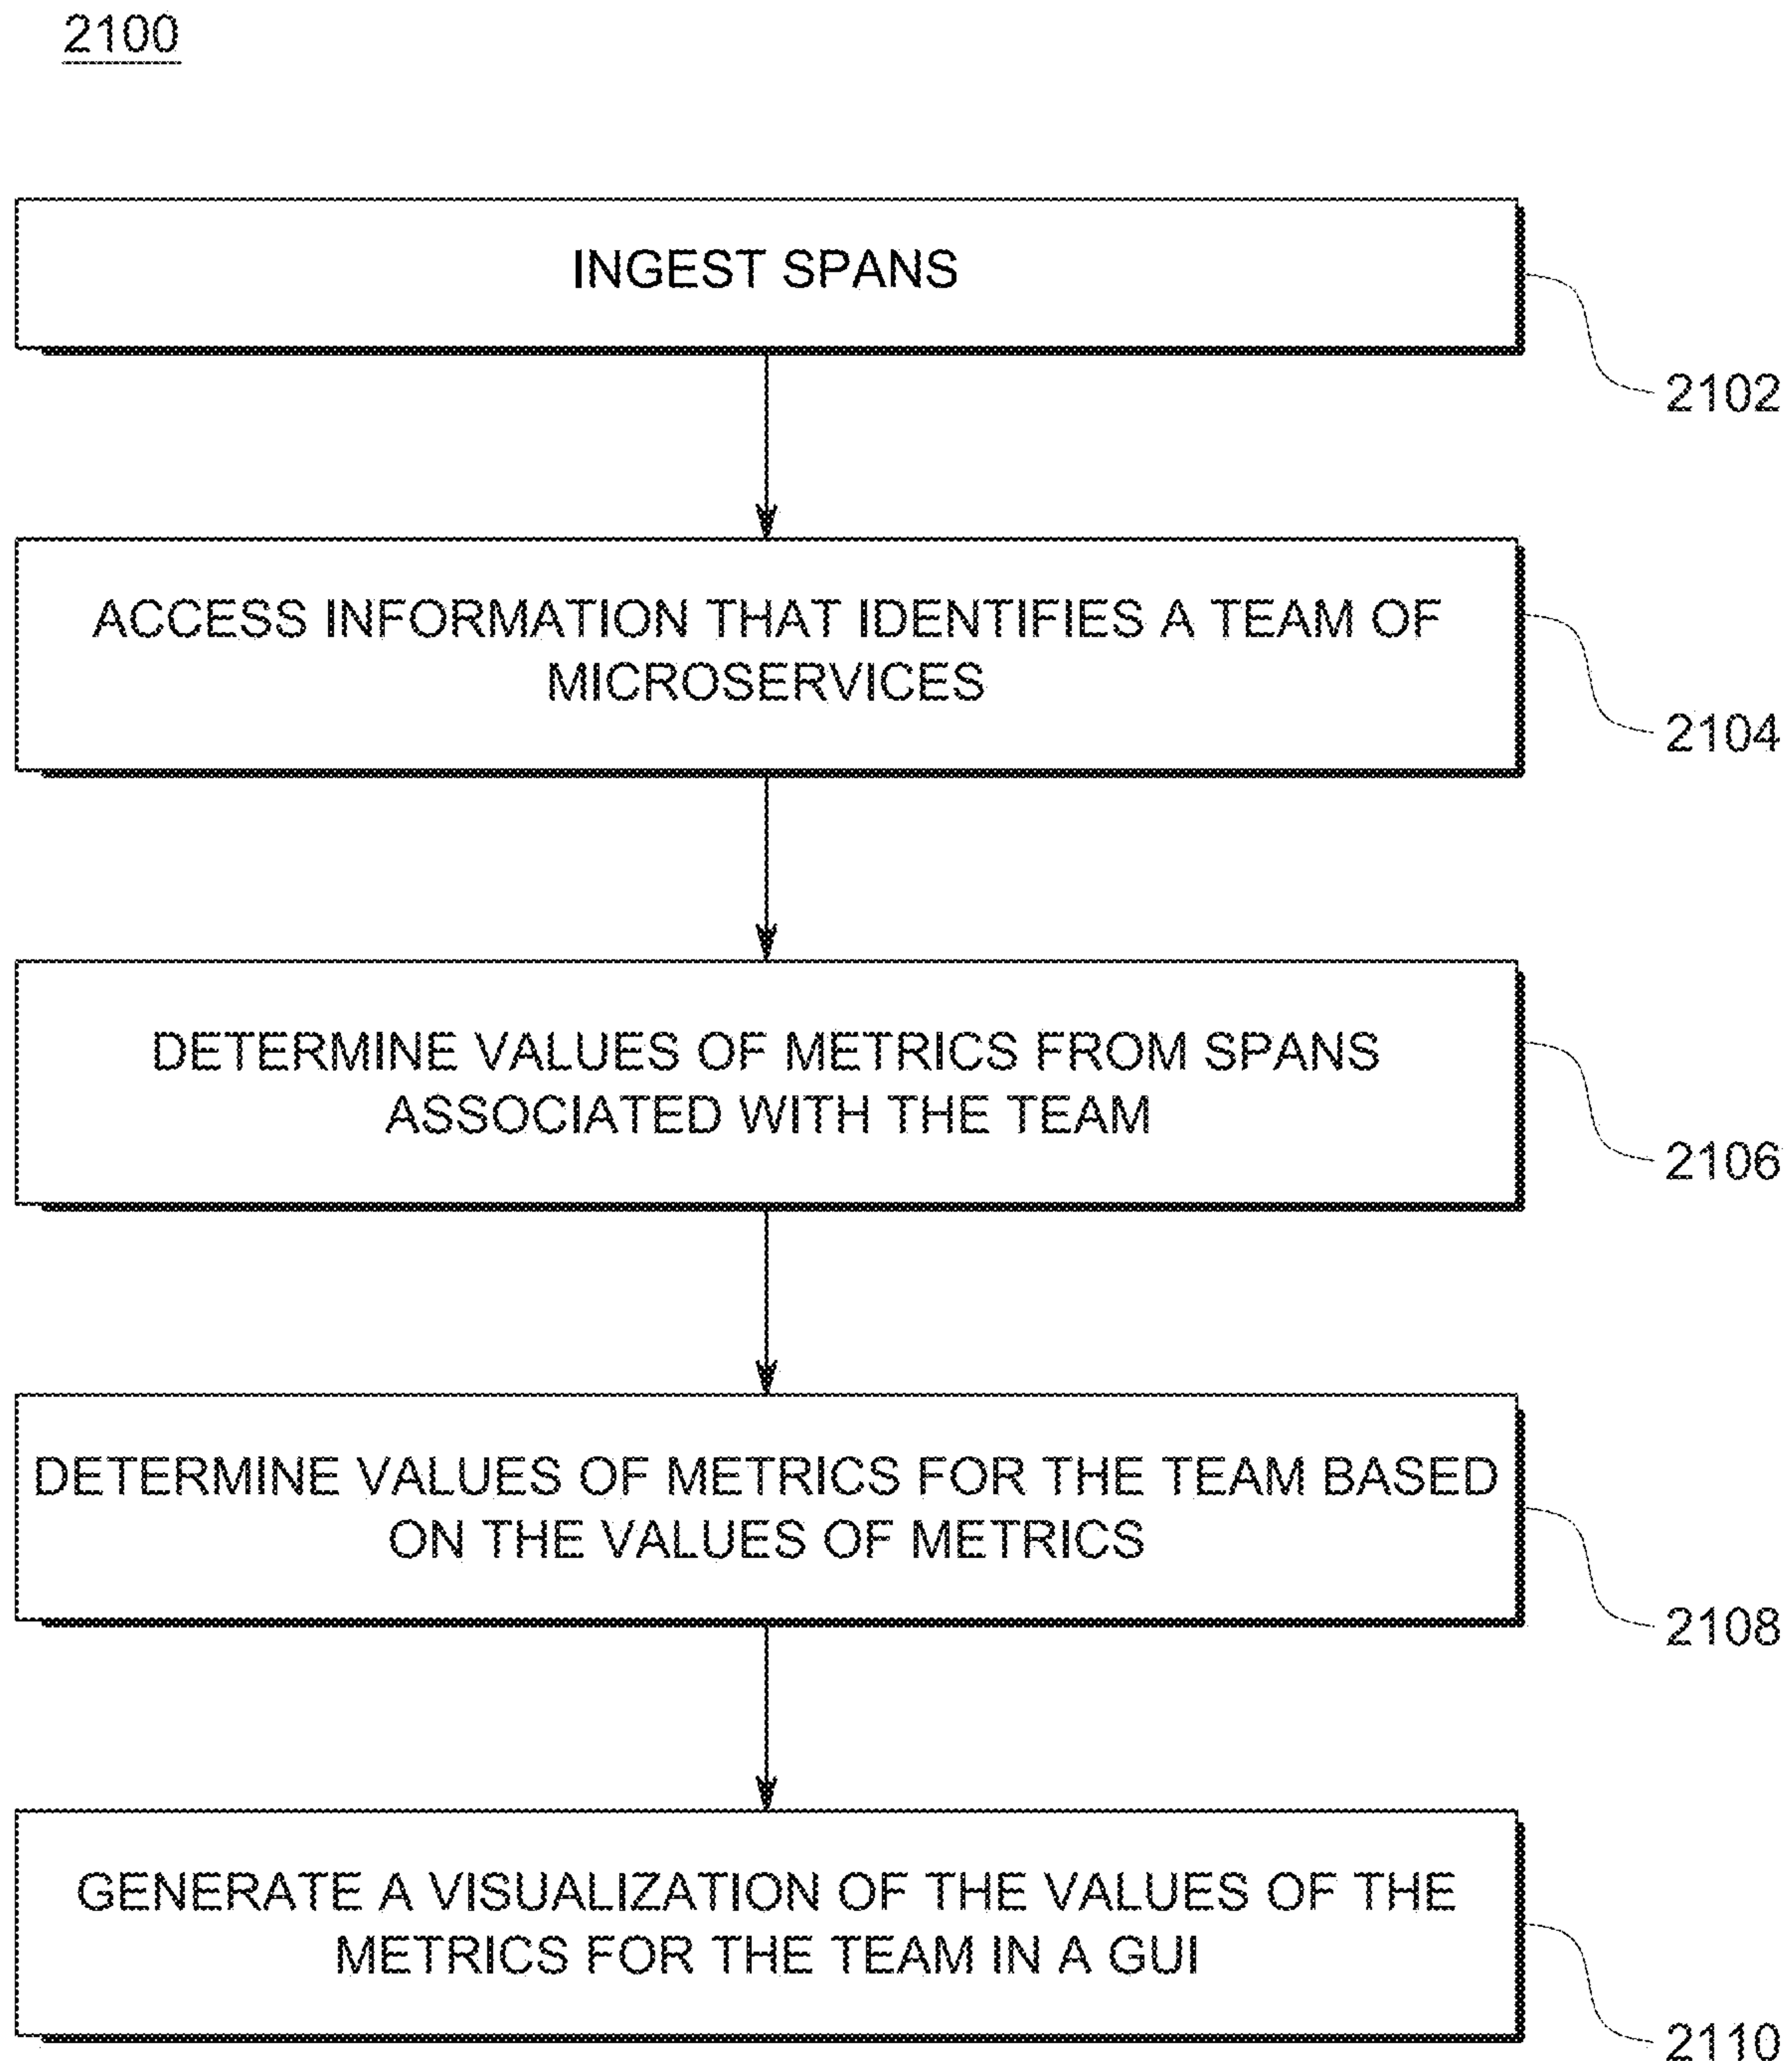 2100
INGEST SPANS
2102
ACCESS INFORMATION THAT IDENTIFIES A TEAM OF
MICROSERVICES
2104
DETERMINE VALUES OF METRICS FROM SPANS
ASSOCIATED WITH THE TEAM
2106
DETERMINE VALUES OF METRICS FOR THE TEAM BASED
ON THE VALUES OF METRICS
2108
GENERATE A VISUALIZATION OF THE VALUES OF THE
METRICS FOR THE TEAM IN A GUI
2110